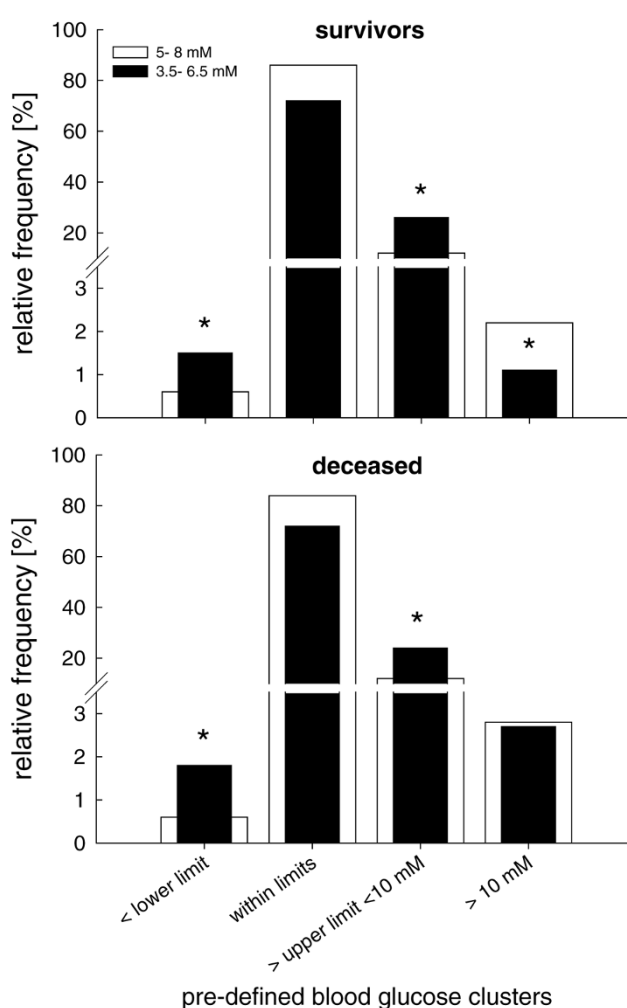 survivors
5- 8 mM
3.5- 6.5 mM
relative frequency [%]
100
80
60
40
20
3
2
1
0
*
*
*
deceased
relative frequency [%]
100
80
60
40
20
3
2
1
0
*
*
< lower limit
within limits
> upper limit <10 mM
> 10 mM
pre-defined blood glucose clusters